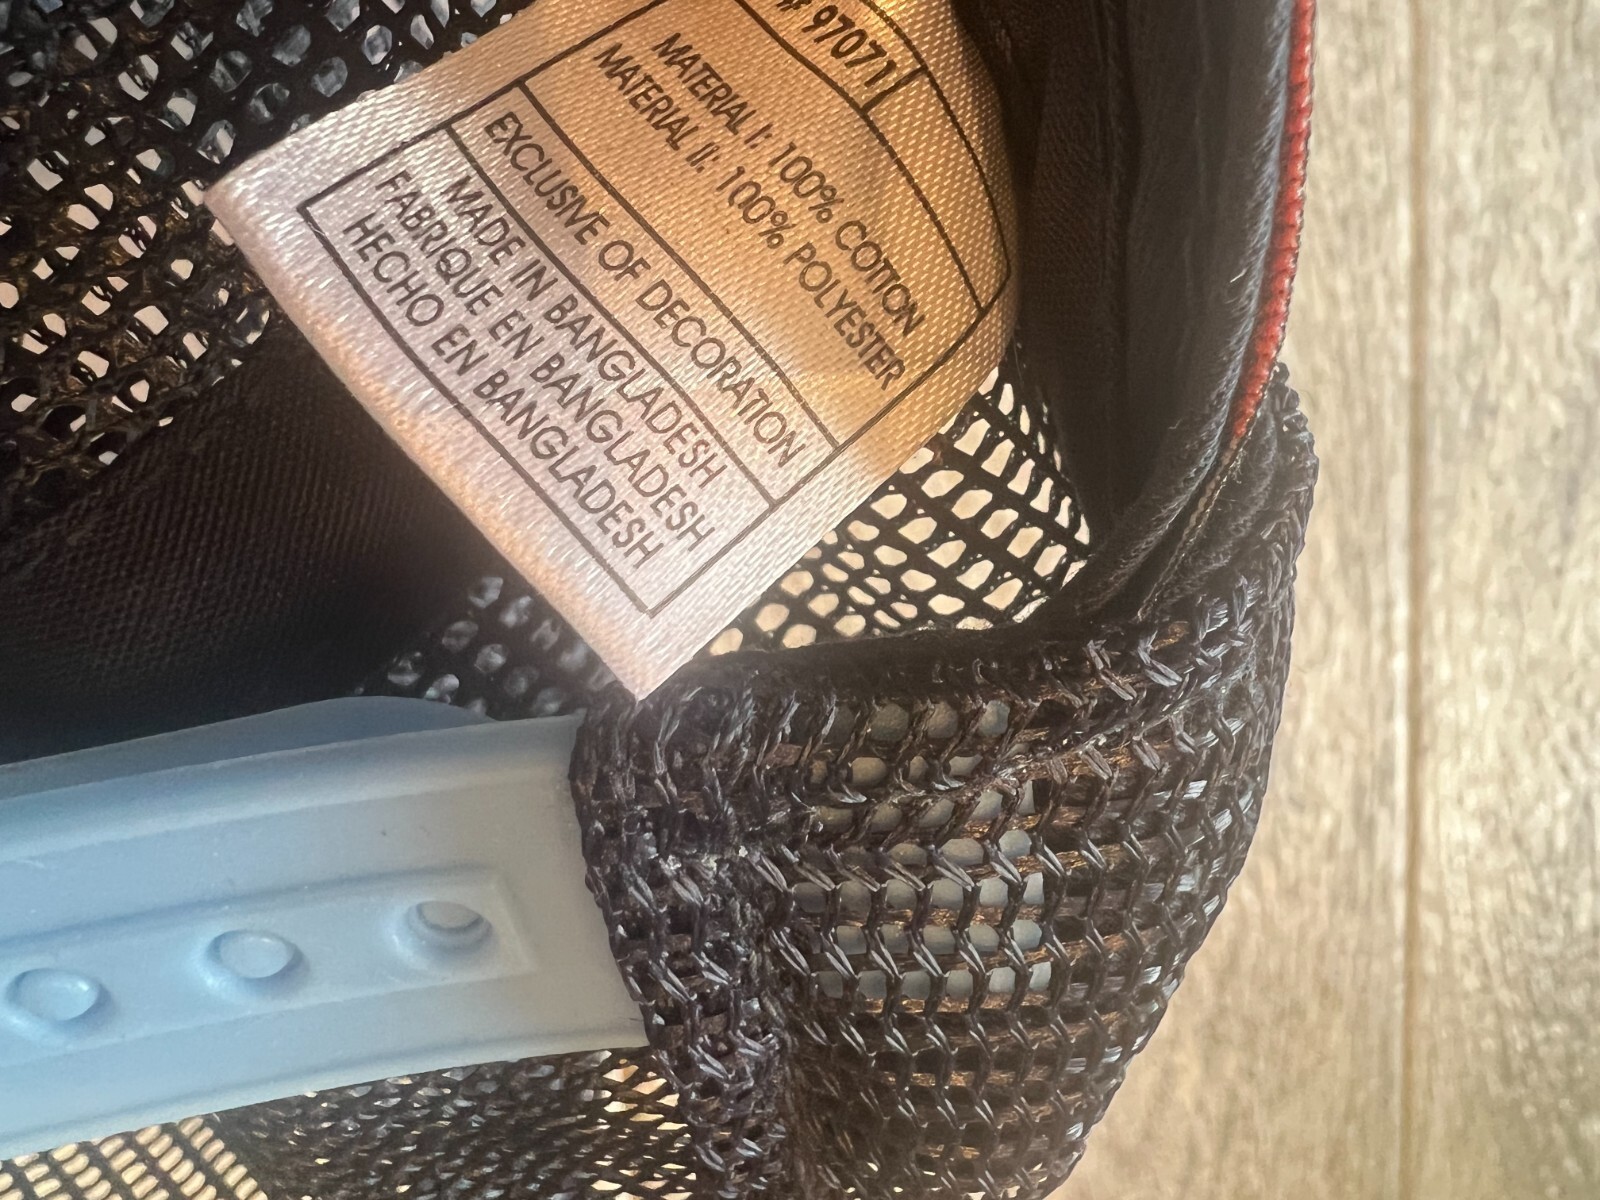 # 97071
MATERIAL I: 100% COTTON
MATERIAL II: 100% POLYESTER
EXCLUSIVE OF DECORATION
MADE IN BANGLADESH
FABRIQUE EN BANGLADESH
HECHO EN BANGLADESH